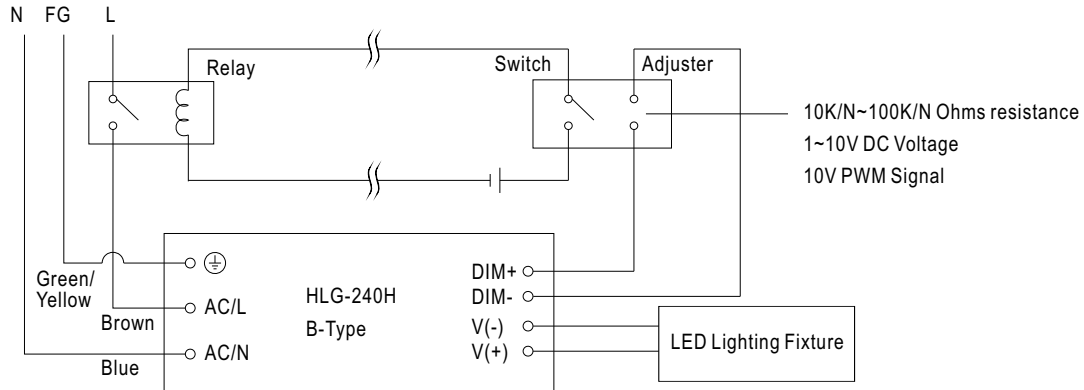 N FG L
Relay
Switch
Adjuster
10K/N~100K/N Ohms resistance
1~10V DC Voltage
10V PWM Signal
Green/
Yellow
Brown
Blue
AC/L
AC/N
HLG-240H
B-Type
DIM+
DIM-
V(-)
V(+)
LED Lighting Fixture